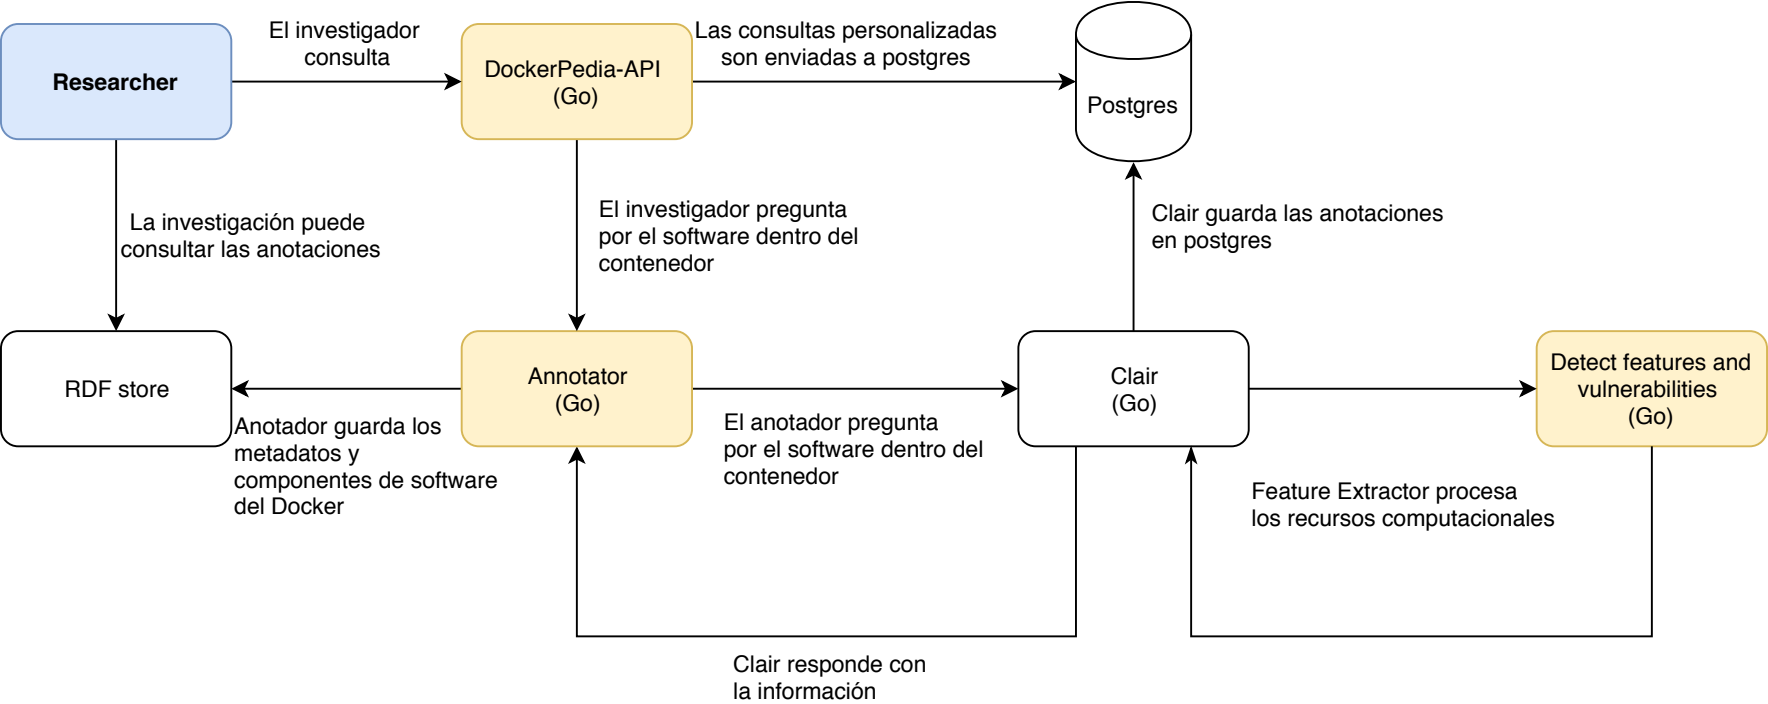 Researcher
El investigador
consulta
DockerPedia-API
(Go)
Las consultas personalizadas
son enviadas a postgres
Postgres
La investigación puede
consultar las anotaciones
El investigador pregunta
por el software dentro del
contenedor
Clair guarda las anotaciones
en postgres
RDF store
Anotador guarda los
metadatos y
componentes de software
del Docker
Annotator
(Go)
El anotador pregunta
por el software dentro del
contenedor
Clair
(Go)
Detect features and
vulnerabilities
(Go)
Feature Extractor procesa
los recursos computacionales
Clair responde con
la información